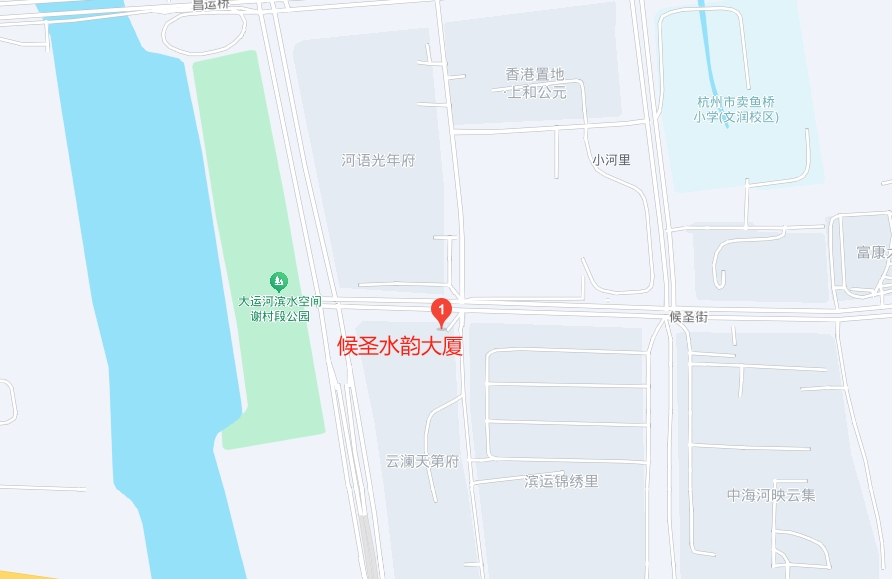 昌运桥
香港置地
·上和公元
杭州市卖鱼桥
小学(文润校区)
河语光年府
小河里
富康
大运河滨水空间
谢村段公园
1
候圣街
候圣水韵大厦
云澜天第府
滨运锦绣里
中海河映云集